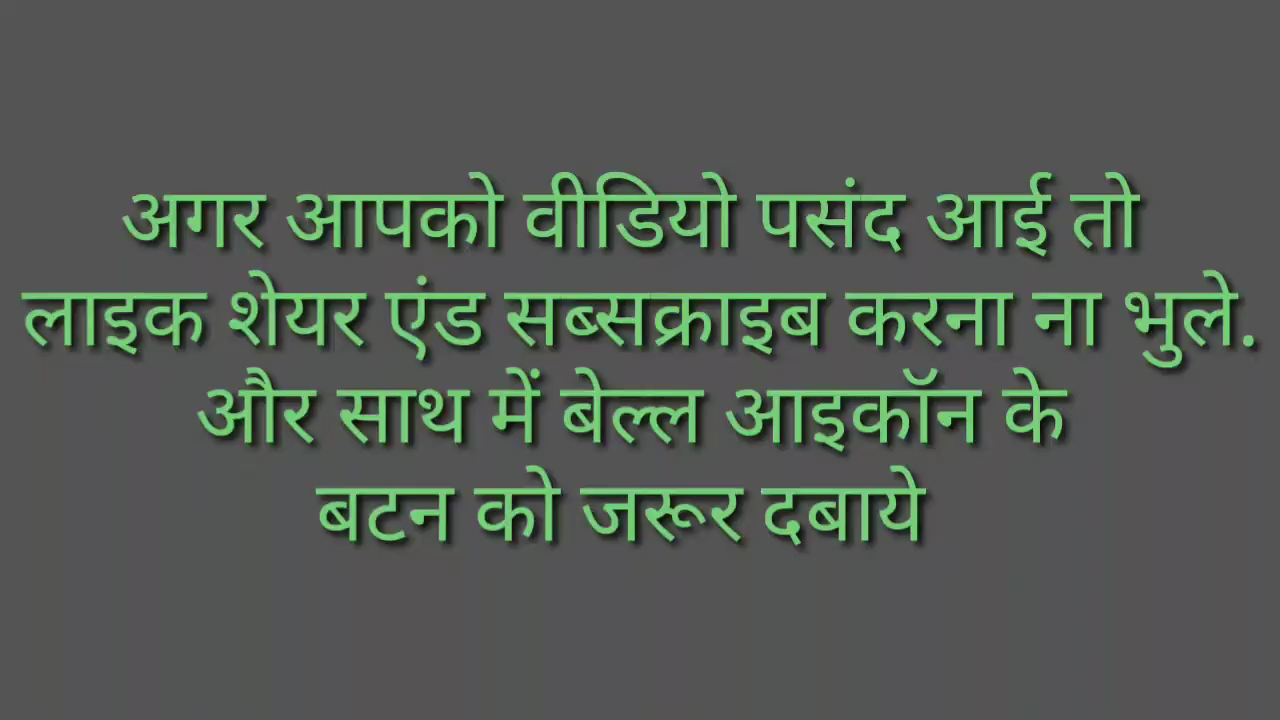 अगर आपको वीडियो पसंद आई तो
लाइक शेयर एंड सब्सक्राइब करना ना भुले.
और साथ में बेल्ल आइकॉन के
बटन को जरूर दबाये